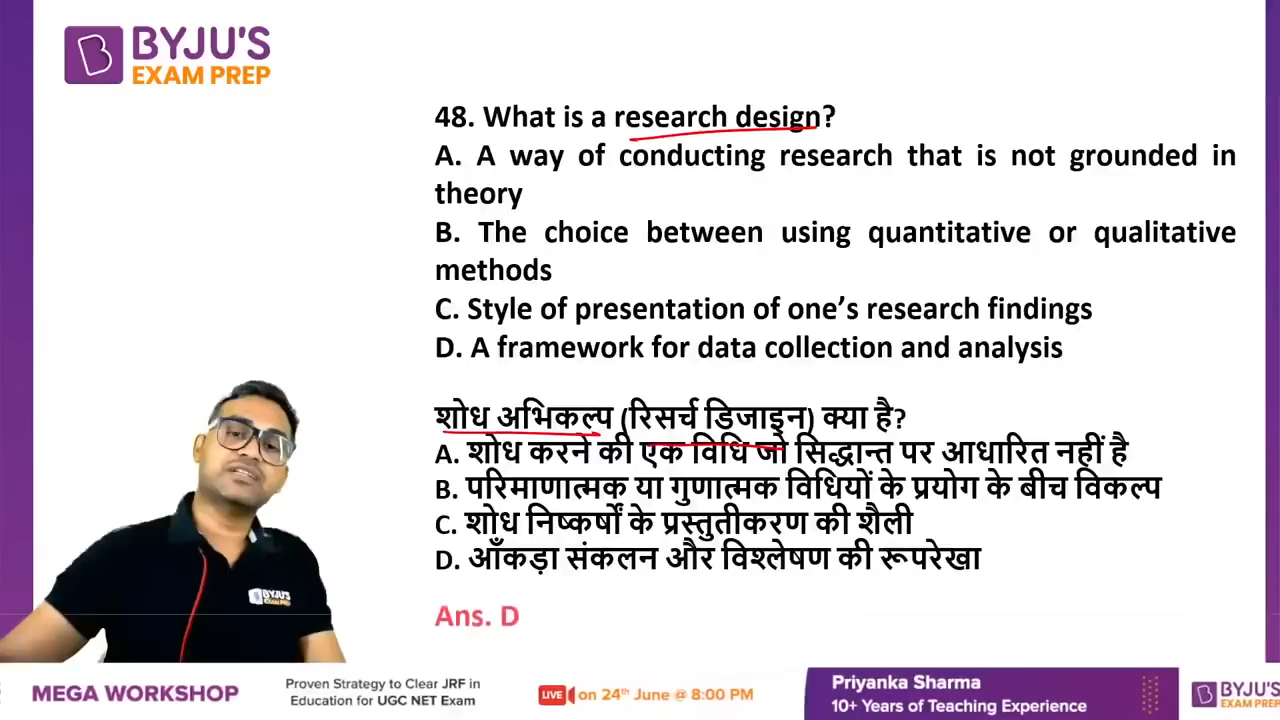 BYJU'S
EXAM PREP
48. What is a research design?
A. A way of conducting research that is not grounded in
theory
B. The choice between using quantitative or qualitative
methods
C. Style of presentation of one's research findings
D. A framework for data collection and analysis
शोध अभिकल्प (रिसर्च डिजाइन) क्या है?
A. शोध करने की एक विधि जो सिद्धान्त पर आधारित नहीं है
B. परिमाणात्मक या गुणात्मक विधियों के प्रयोग के बीच विकल्प
C. शोध निष्कर्षों के प्रस्तुतीकरण की शैली
D. आँकड़ा संकलन और विश्लेषण की रूपरेखा
Ans. D
BYJU'S
EXAM PREP
MEGA WORKSHOP
Proven Strategy to Clear JRF in
Education for UGC NET Exam
LIVE on 24th June @ 8:00 PM
Priyanka Sharma
10+ Years of Teaching Experience
BYJU'S
EXAM PREP